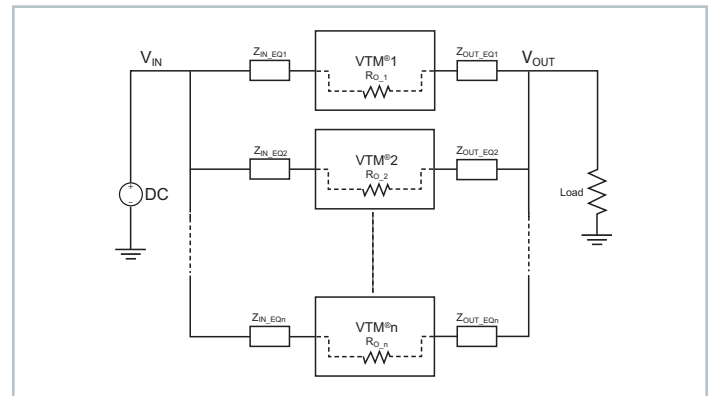 V_IN
Z_IN_EQ1
VTM®1
R_O_1
Z_OUT_EQ1
V_OUT
Z_IN_EQ2
VTM®2
R_O_2
Z_OUT_EQ2
+
−
DC
Load
Z_IN_EQn
VTM®n
R_O_n
Z_OUT_EQn